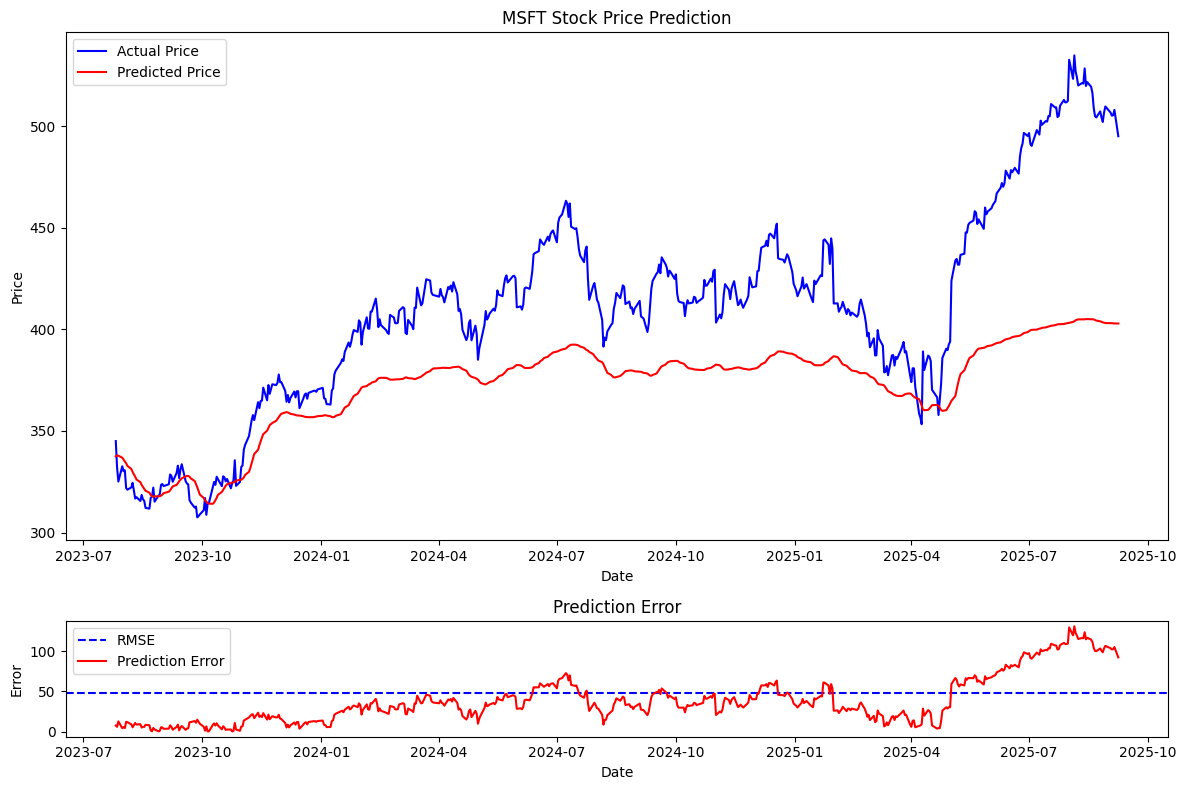 MSFT Stock Price Prediction
Actual Price
Predicted Price
Price
500
450
400
350
300
2023-07 2023-10 2024-01 2024-04 2024-07 2024-10 2025-01 2025-04 2025-07 2025-10
Date
Prediction Error
RMSE
Prediction Error
Error
100
50
0
2023-07 2023-10 2024-01 2024-04 2024-07 2024-10 2025-01 2025-04 2025-07 2025-10
Date